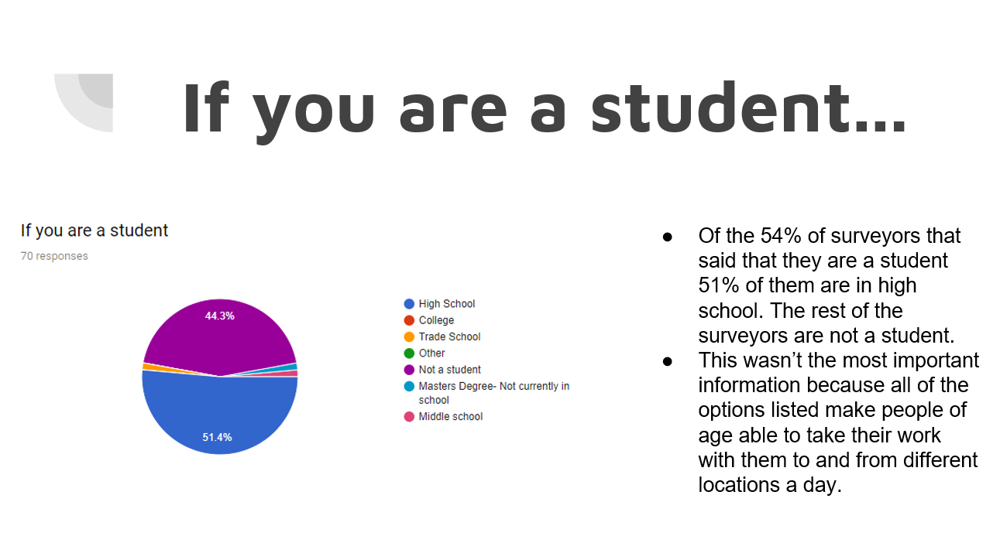 If you are a student...
If you are a student
70 responses
44.3%
51.4%
High School
College
Trade School
Other
Not a student
Masters Degree- Not currently in
school
Middle school
● Of the 54% of surveyors that
said that they are a student
51% of them are in high
school. The rest of the
surveyors are not a student.
● This wasn’t the most important
information because all of the
options listed make people of
age able to take their work
with them to and from different
locations a day.